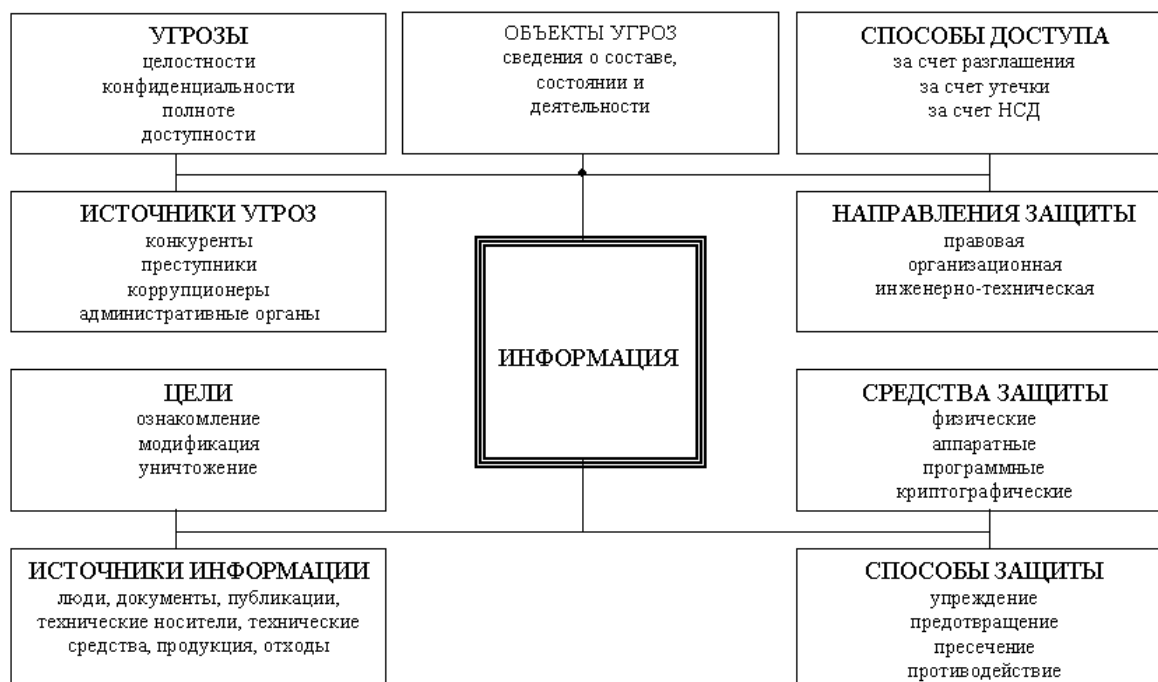 УГРОЗЫ
целостности
конфиденциальности
полноте
доступности
ОБЪЕКТЫ УГРОЗ
сведения о составе,
состоянии и
деятельности
СПОСОБЫ ДОСТУПА
за счет разглашения
за счет утечки
за счет НСД
ИСТОЧНИКИ УГРОЗ
конкуренты
преступники
коррупционеры
административные органы
НАПРАВЛЕНИЯ ЗАЩИТЫ
правовая
организационная
инженерно-техническая
ИНФОРМАЦИЯ
ЦЕЛИ
ознакомление
модификация
уничтожение
СРЕДСТВА ЗАЩИТЫ
физические
аппаратные
программные
криптографические
ИСТОЧНИКИ ИНФОРМАЦИИ
люди, документы, публикации,
технические носители, технические
средства, продукция, отходы
СПОСОБЫ ЗАЩИТЫ
упреждение
предотвращение
пресечение
противодействие